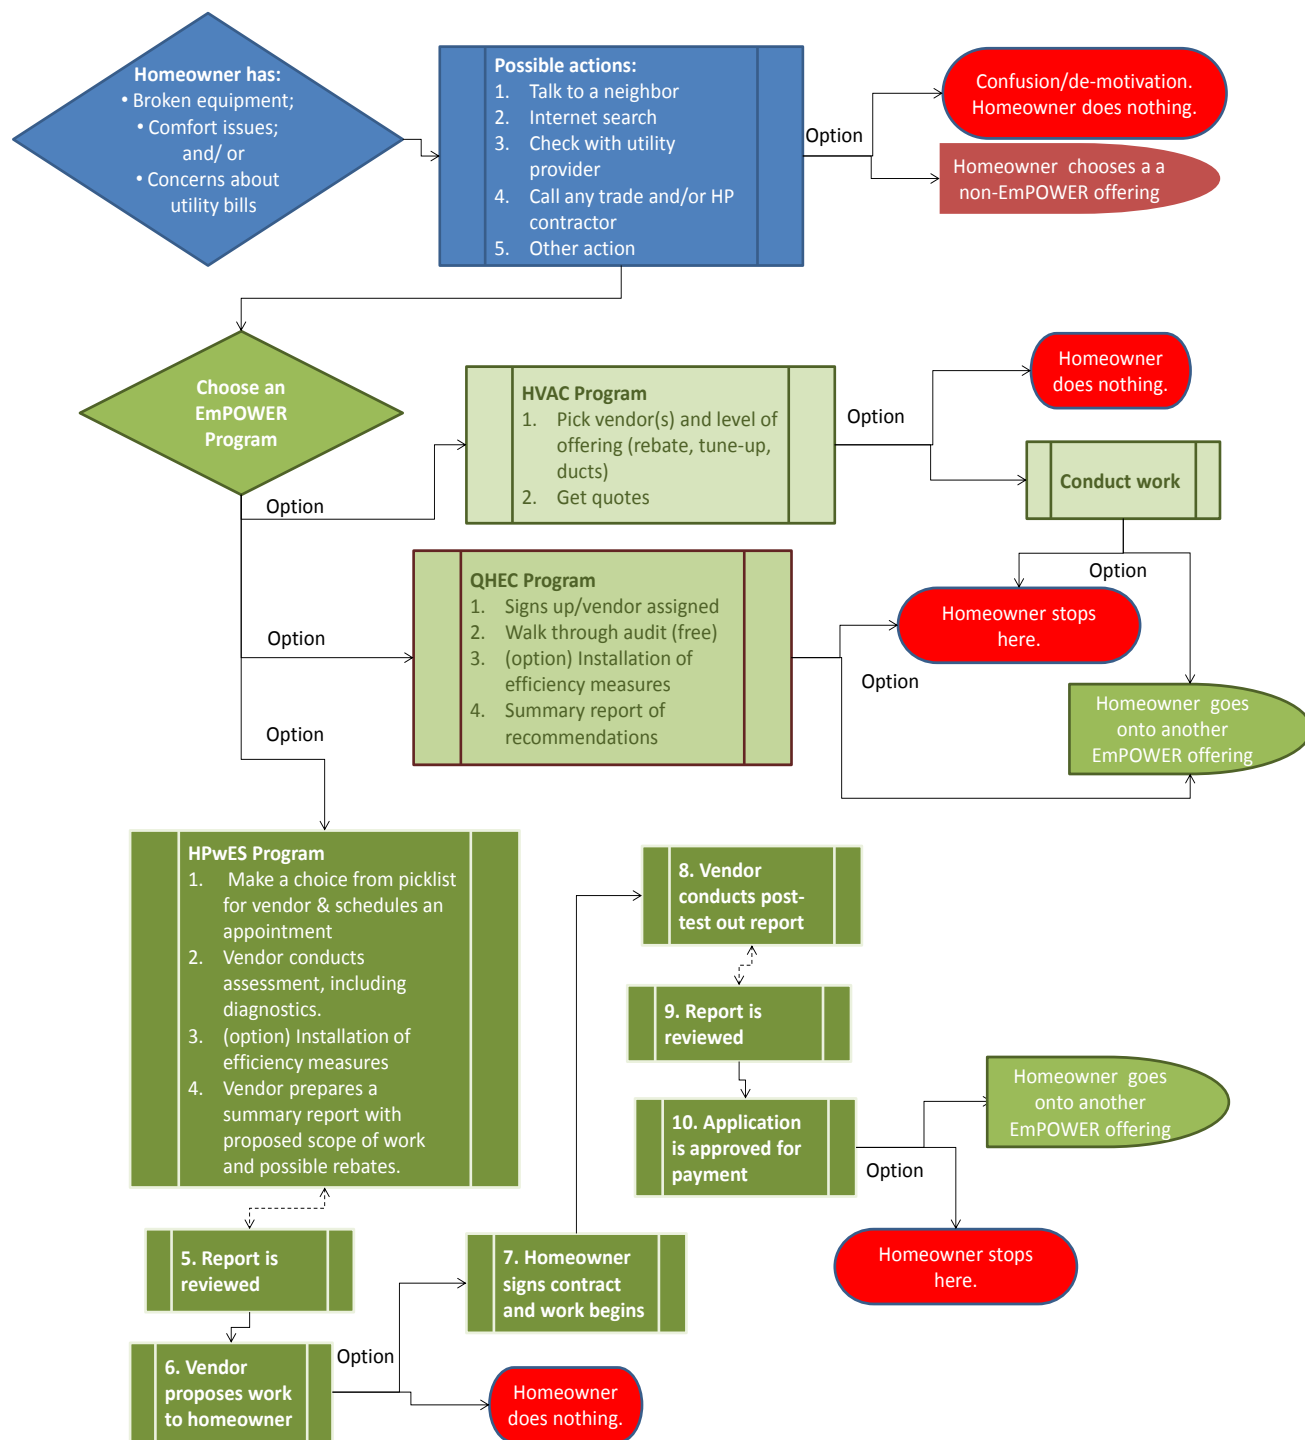 Homeowner has:
• Broken equipment;
• Comfort issues;
and/ or
• Concerns about
utility bills
Possible actions:
1. Talk to a neighbor
2. Internet search
3. Check with utility
provider
4. Call any trade and/or HP
contractor
5. Other action
Option
Confusion/de-motivation.
Homeowner does nothing.
Homeowner chooses a a
non-EmPOWER offering
Choose an
EmPOWER
Program
Option
HVAC Program
1. Pick vendor(s) and level of
offering (rebate, tune-up,
ducts)
2. Get quotes
Option
Homeowner
does nothing.
Conduct work
Option
Option
QHEC Program
1. Signs up/vendor assigned
2. Walk through audit (free)
3. (option) Installation of
efficiency measures
4. Summary report of
recommendations
Option
Homeowner stops
here.
Homeowner goes
onto another
EmPOWER offering
Option
HPwES Program
1. Make a choice from picklist
for vendor & schedules an
appointment
2. Vendor conducts
assessment, including
diagnostics.
3. (option) Installation of
efficiency measures
4. Vendor prepares a
summary report with
proposed scope of work
and possible rebates.
5. Report is
reviewed
6. Vendor
proposes work
to homeowner
Option
Homeowner
does nothing.
7. Homeowner
signs contract
and work begins
8. Vendor
conducts post-
test out report
9. Report is
reviewed
10. Application
is approved for
payment
Option
Homeowner goes
onto another
EmPOWER offering
Homeowner stops
here.